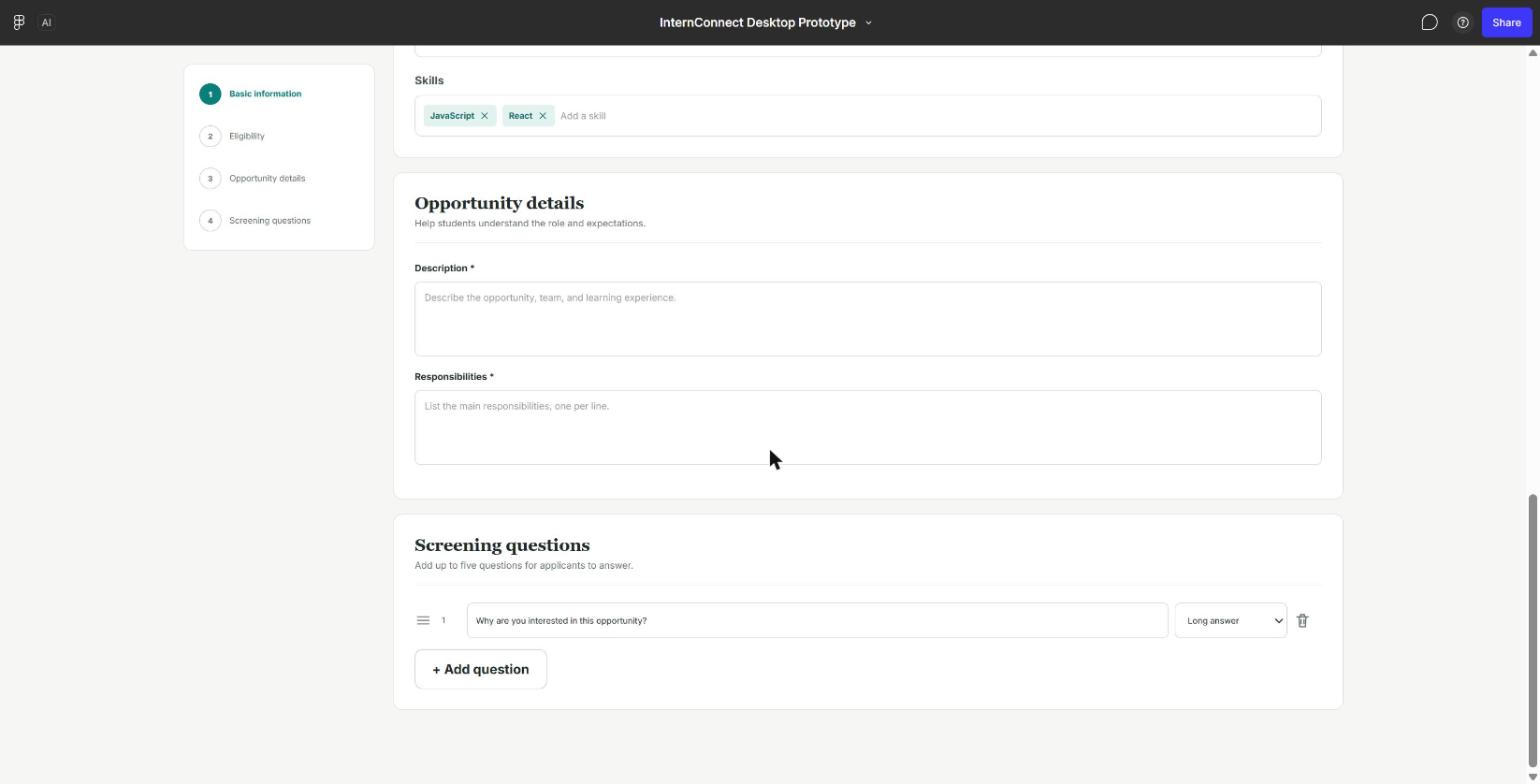 AI
InternConnect Desktop Prototype
Share
1 Basic information
2 Eligibility
3 Opportunity details
4 Screening questions
Skills
JavaScript React Add a skill
Opportunity details
Help students understand the role and expectations.
Description *
Describe the opportunity, team, and learning experience.
Responsibilities *
List the main responsibilities, one per line.
Screening questions
Add up to five questions for applicants to answer.
1 Why are you interested in this opportunity? Long answer
+ Add question